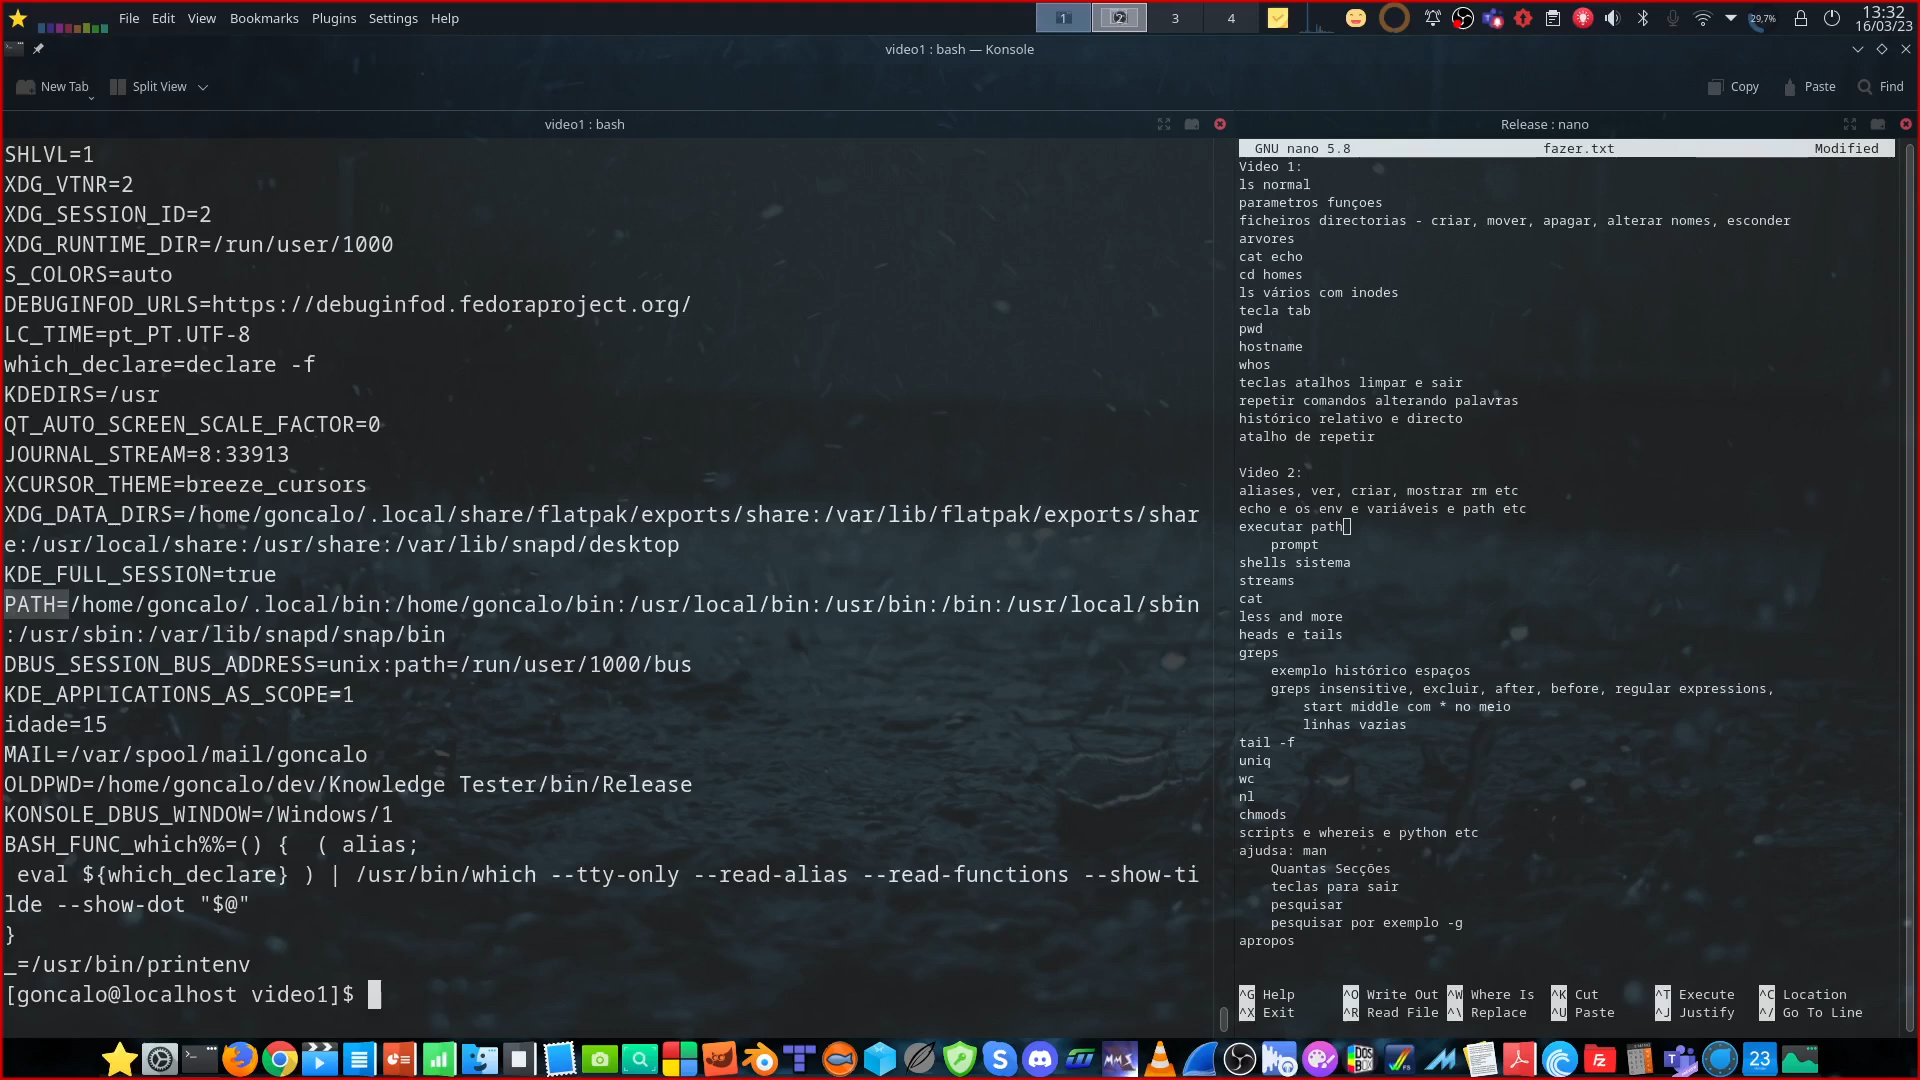 File Edit View Bookmarks Plugins Settings Help
1 2 3 4
29,7%
13:32
16/03/23
video1 : bash — Konsole
New Tab Split View
Copy Paste Find
video1 : bash
SHLVL=1
XDG_VTNR=2
XDG_SESSION_ID=2
XDG_RUNTIME_DIR=/run/user/1000
S_COLORS=auto
DEBUGINFOD_URLS=https://debuginfod.fedoraproject.org/
LC_TIME=pt_PT.UTF-8
which_declare=declare -f
KDEDIRS=/usr
QT_AUTO_SCREEN_SCALE_FACTOR=0
JOURNAL_STREAM=8:33913
XCURSOR_THEME=breeze_cursors
XDG_DATA_DIRS=/home/goncalo/.local/share/flatpak/exports/share:/var/lib/flatpak/exports/shar
e:/usr/local/share:/usr/share:/var/lib/snapd/desktop
KDE_FULL_SESSION=true
PATH=/home/goncalo/.local/bin:/home/goncalo/bin:/usr/local/bin:/usr/bin:/bin:/usr/local/sbin
:/usr/sbin:/var/lib/snapd/snap/bin
DBUS_SESSION_BUS_ADDRESS=unix:path=/run/user/1000/bus
KDE_APPLICATIONS_AS_SCOPE=1
idade=15
MAIL=/var/spool/mail/goncalo
OLDPWD=/home/goncalo/dev/Knowledge Tester/bin/Release
KONSOLE_DBUS_WINDOW=/Windows/1
BASH_FUNC_which%%=() {  ( alias;
 eval ${which_declare} ) | /usr/bin/which --tty-only --read-alias --read-functions --show-ti
lde --show-dot "$@"
}
_=/usr/bin/printenv
[goncalo@localhost video1]$
Release : nano
GNU nano 5.8 fazer.txt Modified
Video 1:
ls normal
parametros funçoes
ficheiros directorias - criar, mover, apagar, alterar nomes, esconder
arvores
cat echo
cd homes
ls vários com inodes
tecla tab
pwd
hostname
whos
teclas atalhos limpar e sair
repetir comandos alterando palavras
histórico relativo e directo
atalho de repetir
Video 2:
aliases, ver, criar, mostrar rm etc
echo e os env e variáveis e path etc
executar path
prompt
shells sistema
streams
cat
less and more
heads e tails
greps
exemplo histórico espaços
greps insensitive, excluir, after, before, regular expressions,
start middle com * no meio
linhas vazias
tail -f
uniq
wc
nl
chmods
scripts e whereis e python etc
ajudsa: man
Quantas Secções
teclas para sair
pesquisar
pesquisar por exemplo -g
apropos
^G Help ^O Write Out ^W Where Is ^K Cut ^T Execute ^C Location
^X Exit ^R Read File ^\ Replace ^U Paste ^J Justify ^/ Go To Line
23